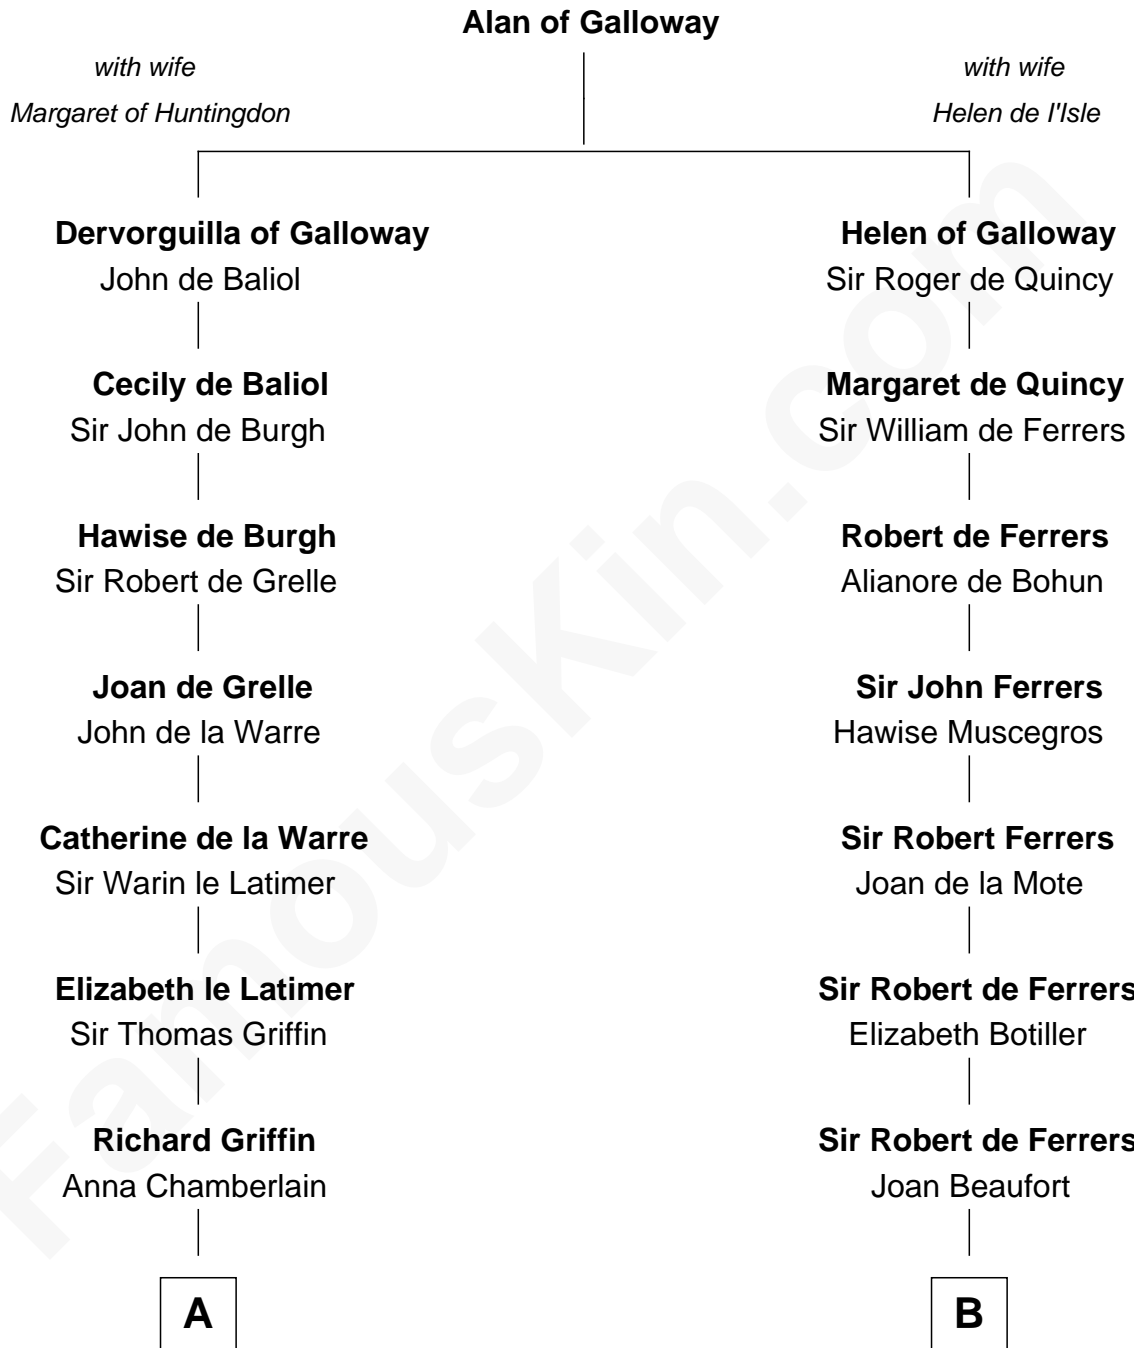 Alan of Galloway
with wife
Margaret of Huntingdon
with wife
Helen de l'Isle
Dervorguilla of Galloway
John de Baliol
Helen of Galloway
Sir Roger de Quincy
Cecily de Baliol
Sir John de Burgh
Margaret de Quincy
Sir William de Ferrers
Hawise de Burgh
Sir Robert de Grelle
Robert de Ferrers
Alianore de Bohun
Joan de Grelle
John de la Warre
Sir John Ferrers
Hawise Muscegros
Catherine de la Warre
Sir Warin le Latimer
Sir Robert Ferrers
Joan de la Mote
Elizabeth le Latimer
Sir Thomas Griffin
Sir Robert de Ferrers
Elizabeth Botiller
Richard Griffin
Anna Chamberlain
Sir Robert de Ferrers
Joan Beaufort
A
B
FamousKin.com